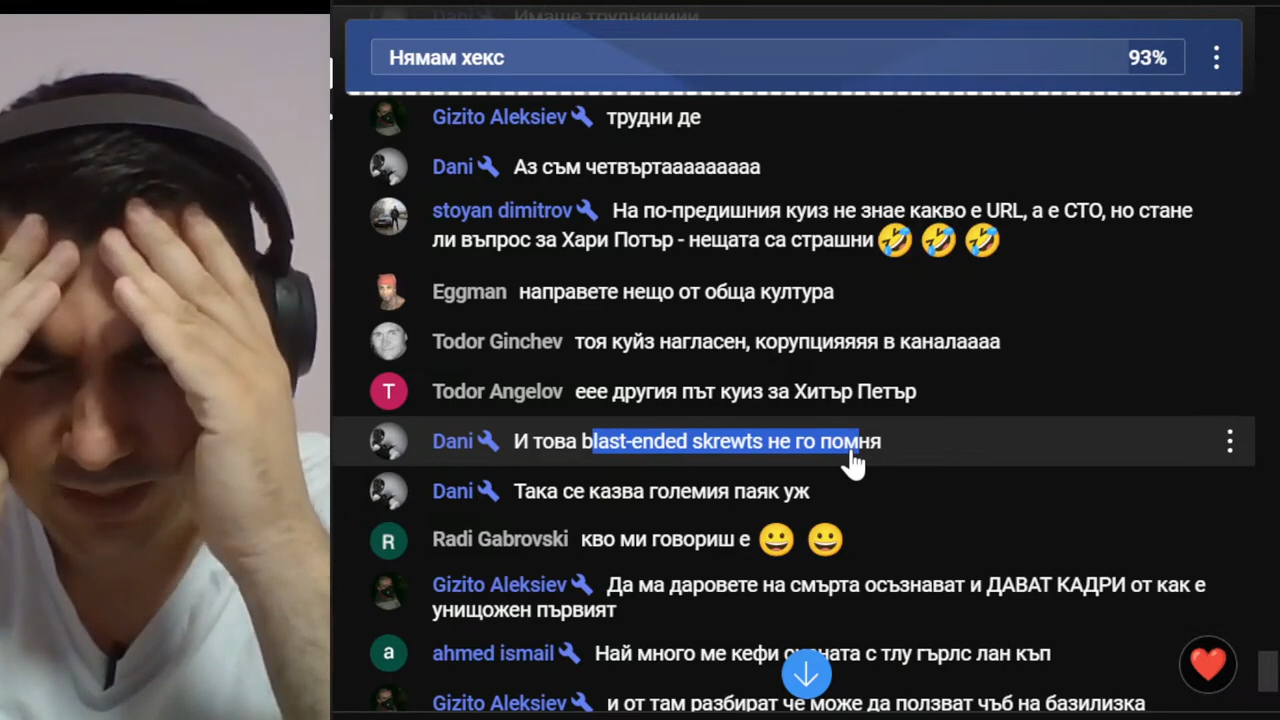 Dani Имаше трудниииии
Нямам хекс 93%
Gizito Aleksiev трудни де
Dani Аз съм четвъртааааааааа
stoyan dimitrov На по-предишния куиз не знае какво е URL, а е СТО, но стане
ли въпрос за Хари Потър - нещата са страшни🤣 🤣 🤣
Eggman направете нещо от обща култура
Todor Ginchev тоя куйз нагласен, корупцияяяя в каналаааа
T Todor Angelov еее другия път куиз за Хитър Петър
Dani И това blast-ended skrewts не го помня
Dani Така се казва големия паяк уж
R Radi Gabrovski кво ми говориш е 😀 😀
Gizito Aleksiev Да ма даровете на смърта осъзнават и ДАВАТ КАДРИ от как е
унищожен първият
a ahmed ismail Най много ме кефи с тлу гърлс лан къп
Gizito Aleksiev и от там разбират че може да ползват чъб на базилизка